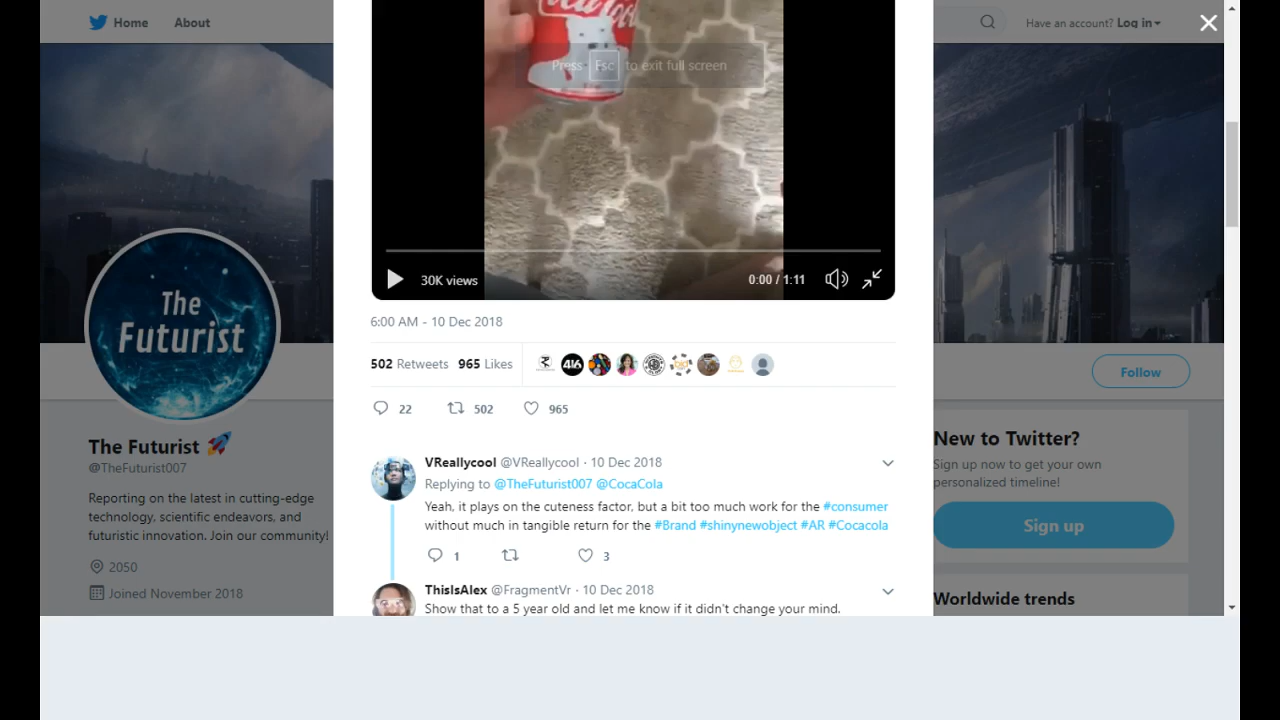 Home
About
Have an account? Log in
Coca-Cola
Press Esc to exit full screen
30K views
0:00 / 1:11
The
Futurist
6:00 AM - 10 Dec 2018
502 Retweets 965 Likes
416
22 502 965
Follow
The Futurist
@TheFuturist007
Reporting on the latest in cutting-edge
technology, scientific endeavors, and
futuristic innovation. Join our community!
2050
Joined November 2018
VReallycool @VReallycool · 10 Dec 2018
Replying to @TheFuturist007 @CocaCola
Yeah, it plays on the cuteness factor, but a bit too much work for the #consumer
without much in tangible return for the #Brand #shinynewobject #AR #Cocacola
1 3
ThisIsAlex @FragmentVr · 10 Dec 2018
Show that to a 5 year old and let me know if it didn't change your mind.
New to Twitter?
Sign up now to get your own
personalized timeline!
Sign up
Worldwide trends